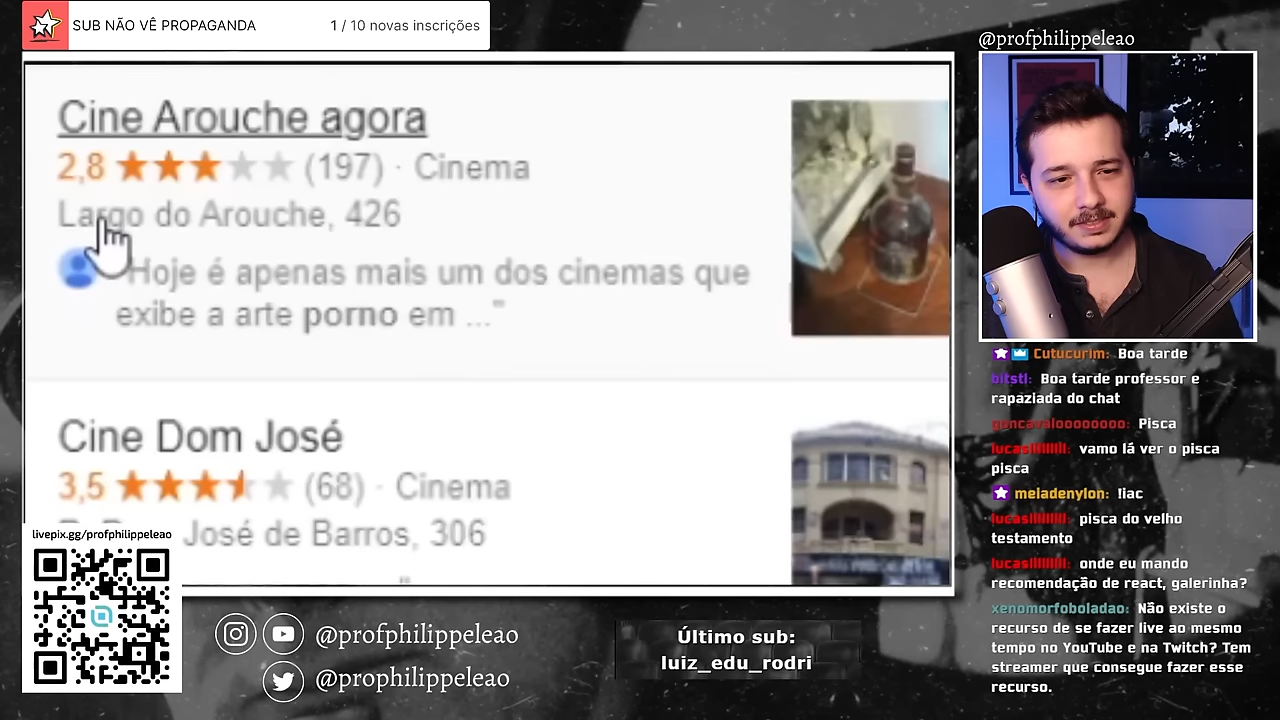 SUB NÃO VÊ PROPAGANDA
1 / 10 novas inscrições
@profphilippeleao
Cine Arouche agora
2,8 (197) · Cinema
Largo do Arouche, 426
"Hoje é apenas mais um dos cinemas que
exibe a arte porno em ..."
Cine Dom José
3,5 (68) · Cinema
José de Barros, 306
livepix.gg/profphilippeleao
@profphilippeleao
@prophilippeleao
Último sub:
luiz_edu_rodri
Cutucurim: Boa tarde
bitstl: Boa tarde professor e
rapaziada do chat
goncavaloooooooo: Pisca
vamo lá ver o pisca
pisca
meladenylon: !iac
pisca do velho
testamento
onde eu mando
recomendação de react, galerinha?
xenomorfoboladao: Não existe o
recurso de se fazer live ao mesmo
tempo no YouTube e na Twitch? Tem
streamer que consegue fazer esse
recurso.